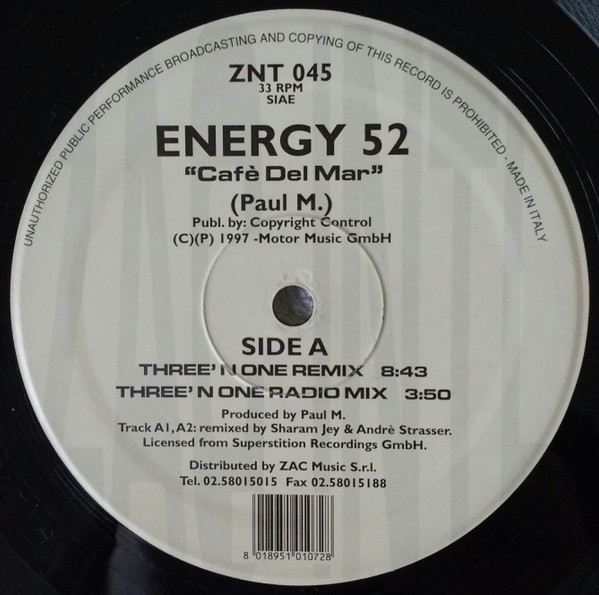 UNAUTHORIZED PUBLIC PERFORMANCE BROADCASTING AND COPYING OF THIS RECORD IS PROHIBITED - MADE IN ITALY
ZNT 045
33 RPM
SIAE
ENERGY 52
"Cafè Del Mar"
(Paul M.)
Publ. by: Copyright Control
(C)(P) 1997 -Motor Music GmbH
SIDE A
THREE' N ONE REMIX 8:43
THREE' N ONE RADIO MIX 3:50
Produced by Paul M.
Track A1,A2: remixed by Sharam Jey & Andrè Strasser.
Licensed from Superstition Recordings GmbH.
Distributed by ZAC Music S.r.l.
Tel. 02.58015015 Fax 02.58015188
8 018951 010728